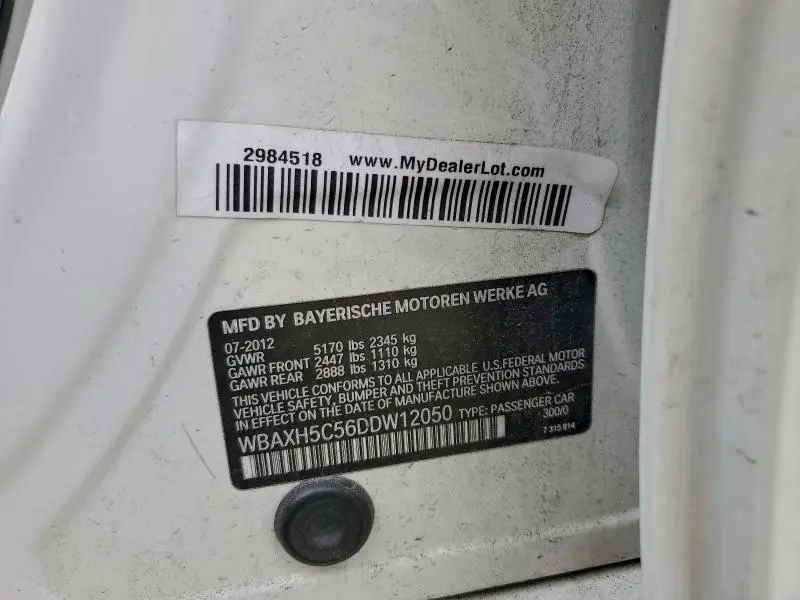 2984518 www.MyDealerLot.com
MFD BY BAYERISCHE MOTOREN WERKE AG
07-2012
GVWR 5170 lbs 2345 kg
GAWR FRONT 2447 lbs 1110 kg
GAWR REAR 2888 lbs 1310 kg
THIS VEHICLE CONFORMS TO ALL APPLICABLE U.S.FEDERAL MOTOR
VEHICLE SAFETY, BUMPER AND THEFT PREVENTION STANDARDS
IN EFFECT ON THE DATE OF MANUFACTURE SHOWN ABOVE.
WBAXH5C56DDW12050 TYPE: PASSENGER CAR
300/0
7 315 814